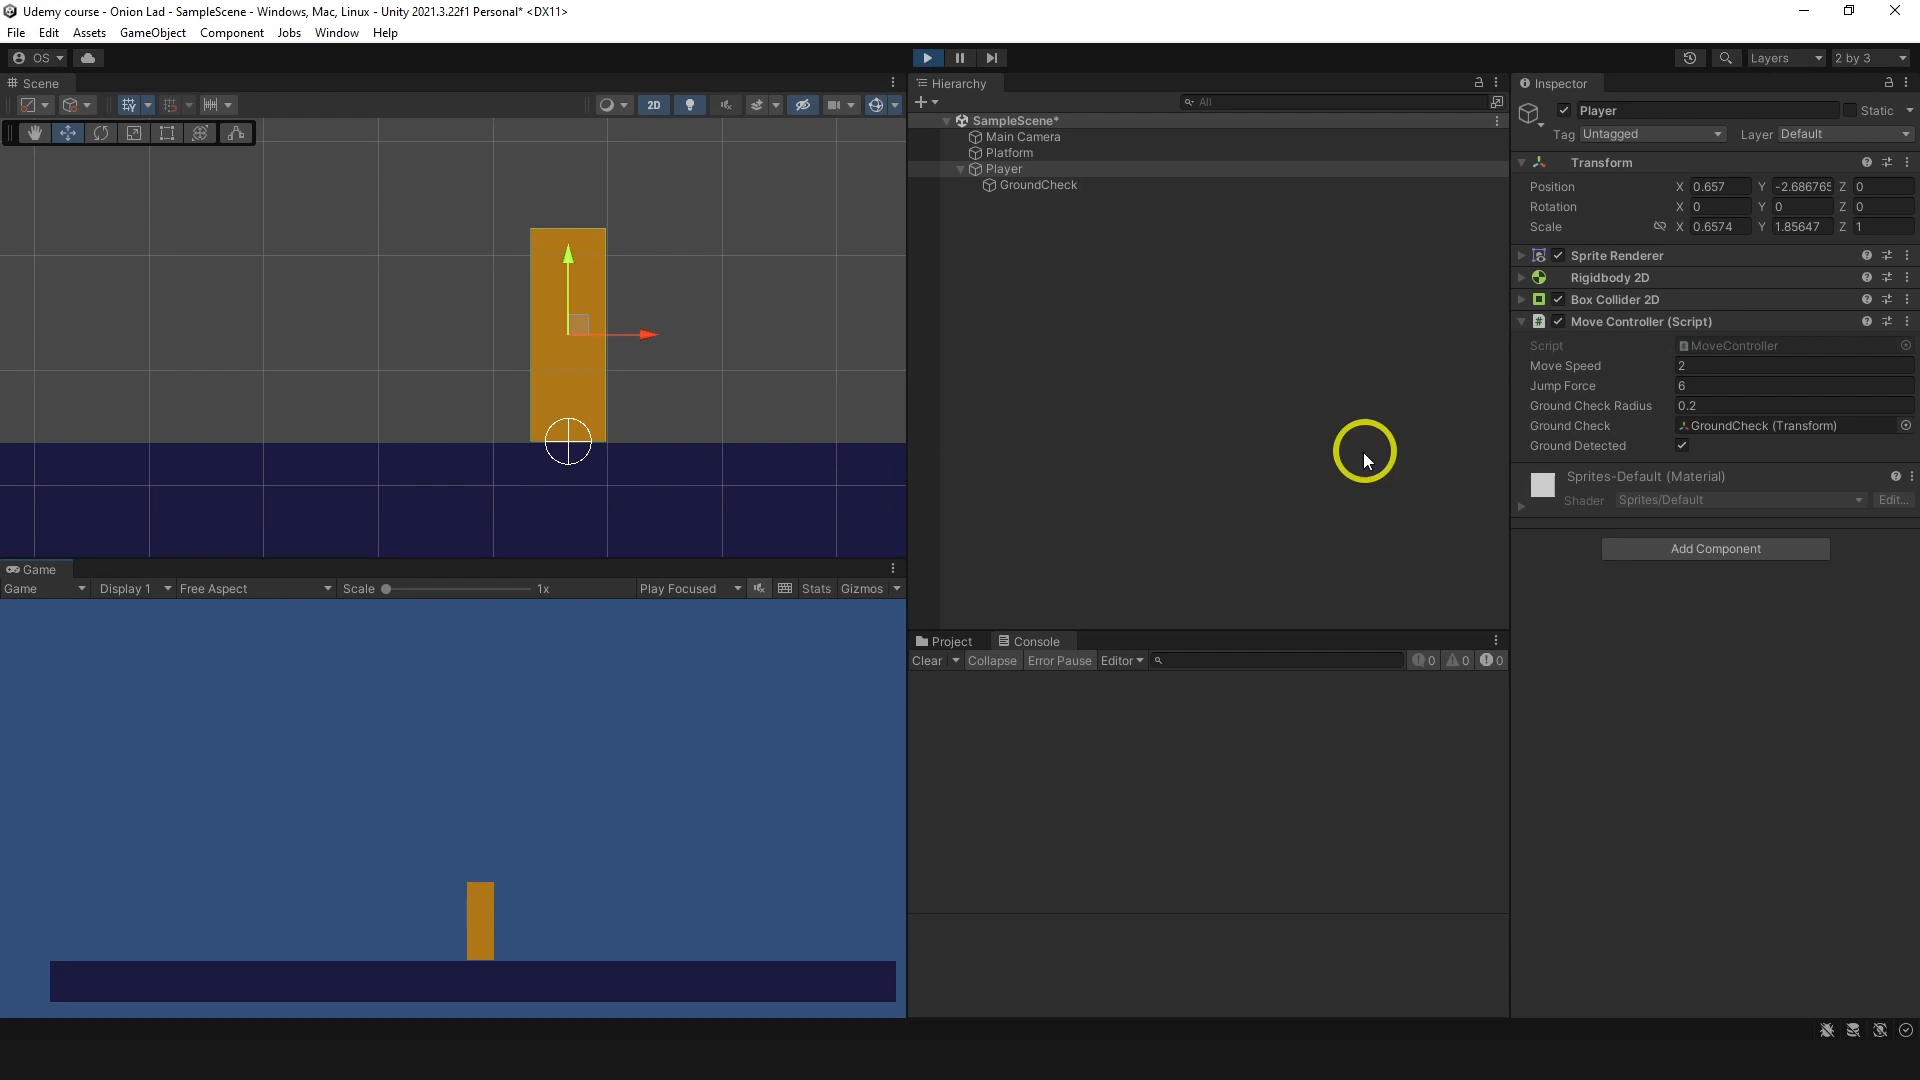 Udemy course - Onion Lad - SampleScene - Windows, Mac, Linux - Unity 2021.3.22f1 Personal* <DX11>
File Edit Assets GameObject Component Jobs Window Help
OS Layers 2 by 3
Scene
2D
Game
Game Display 1 Free Aspect Scale 1x Play Focused Stats Gizmos
Hierarchy
All
SampleScene*
Main Camera
Platform
Player
GroundCheck
Project Console
Clear Collapse Error Pause Editor 0 0 0
Inspector
Player Static
Tag Untagged Layer Default
Transform
Position X 0.657 Y -2.686765 Z 0
Rotation X 0 Y 0 Z 0
Scale X 0.6574 Y 1.85647 Z 1
Sprite Renderer
Rigidbody 2D
Box Collider 2D
Move Controller (Script)
Script MoveController
Move Speed 2
Jump Force 6
Ground Check Radius 0.2
Ground Check GroundCheck (Transform)
Ground Detected
Sprites-Default (Material)
Shader Sprites/Default Edit...
Add Component